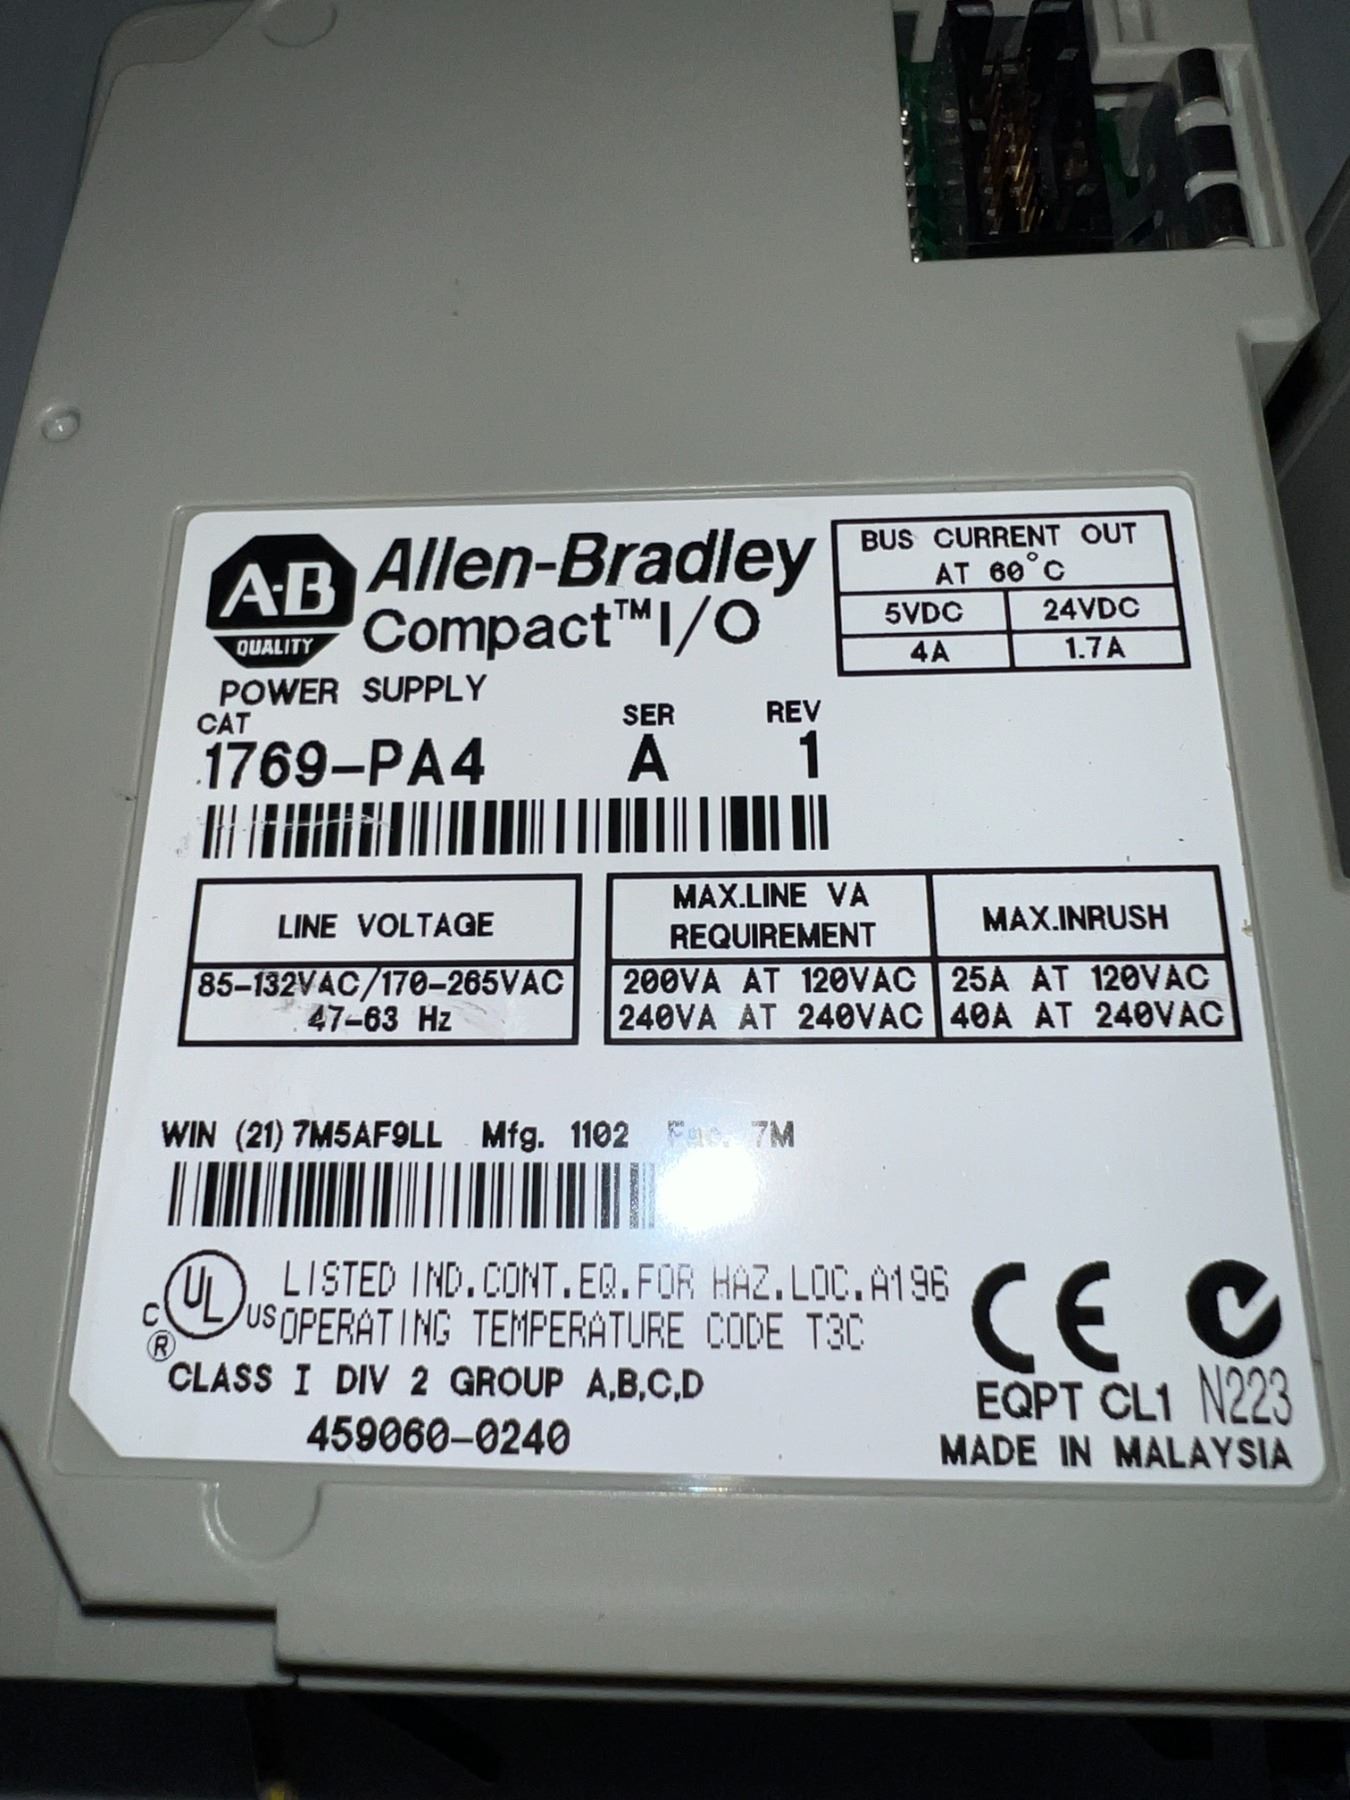 A-B
QUALITY
Allen-Bradley
Compact™ I/O
POWER SUPPLY
BUS CURRENT OUT
AT 60°C
5VDC 24VDC
4A 1.7A
CAT SER REV
1769-PA4 A 1
LINE VOLTAGE
85-132VAC/170-265VAC
47-63 Hz
MAX.LINE VA
REQUIREMENT
200VA AT 120VAC
240VA AT 240VAC
MAX.INRUSH
25A AT 120VAC
40A AT 240VAC
WIN (21) 7M5AF9LL Mfg. 1102 Fac. 7M
C UL US
®
LISTED IND.CONT.EQ.FOR HAZ.LOC.A196
OPERATING TEMPERATURE CODE T3C
CLASS I DIV 2 GROUP A,B,C,D
459060-0240
CE
EQPT CL1 N223
MADE IN MALAYSIA